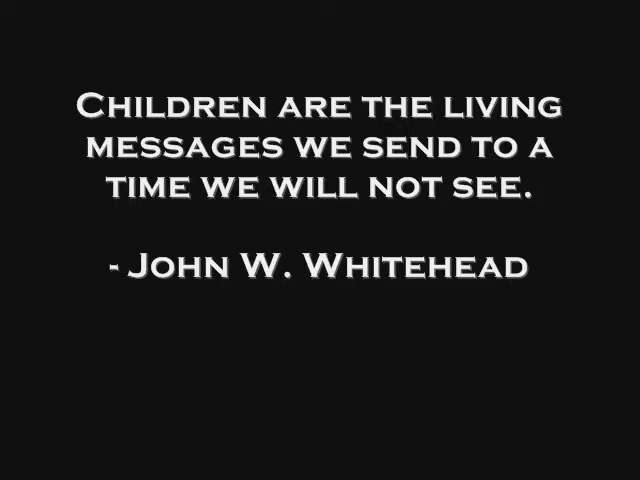 Children are the living
messages we send to a
time we will not see.
- John W. Whitehead